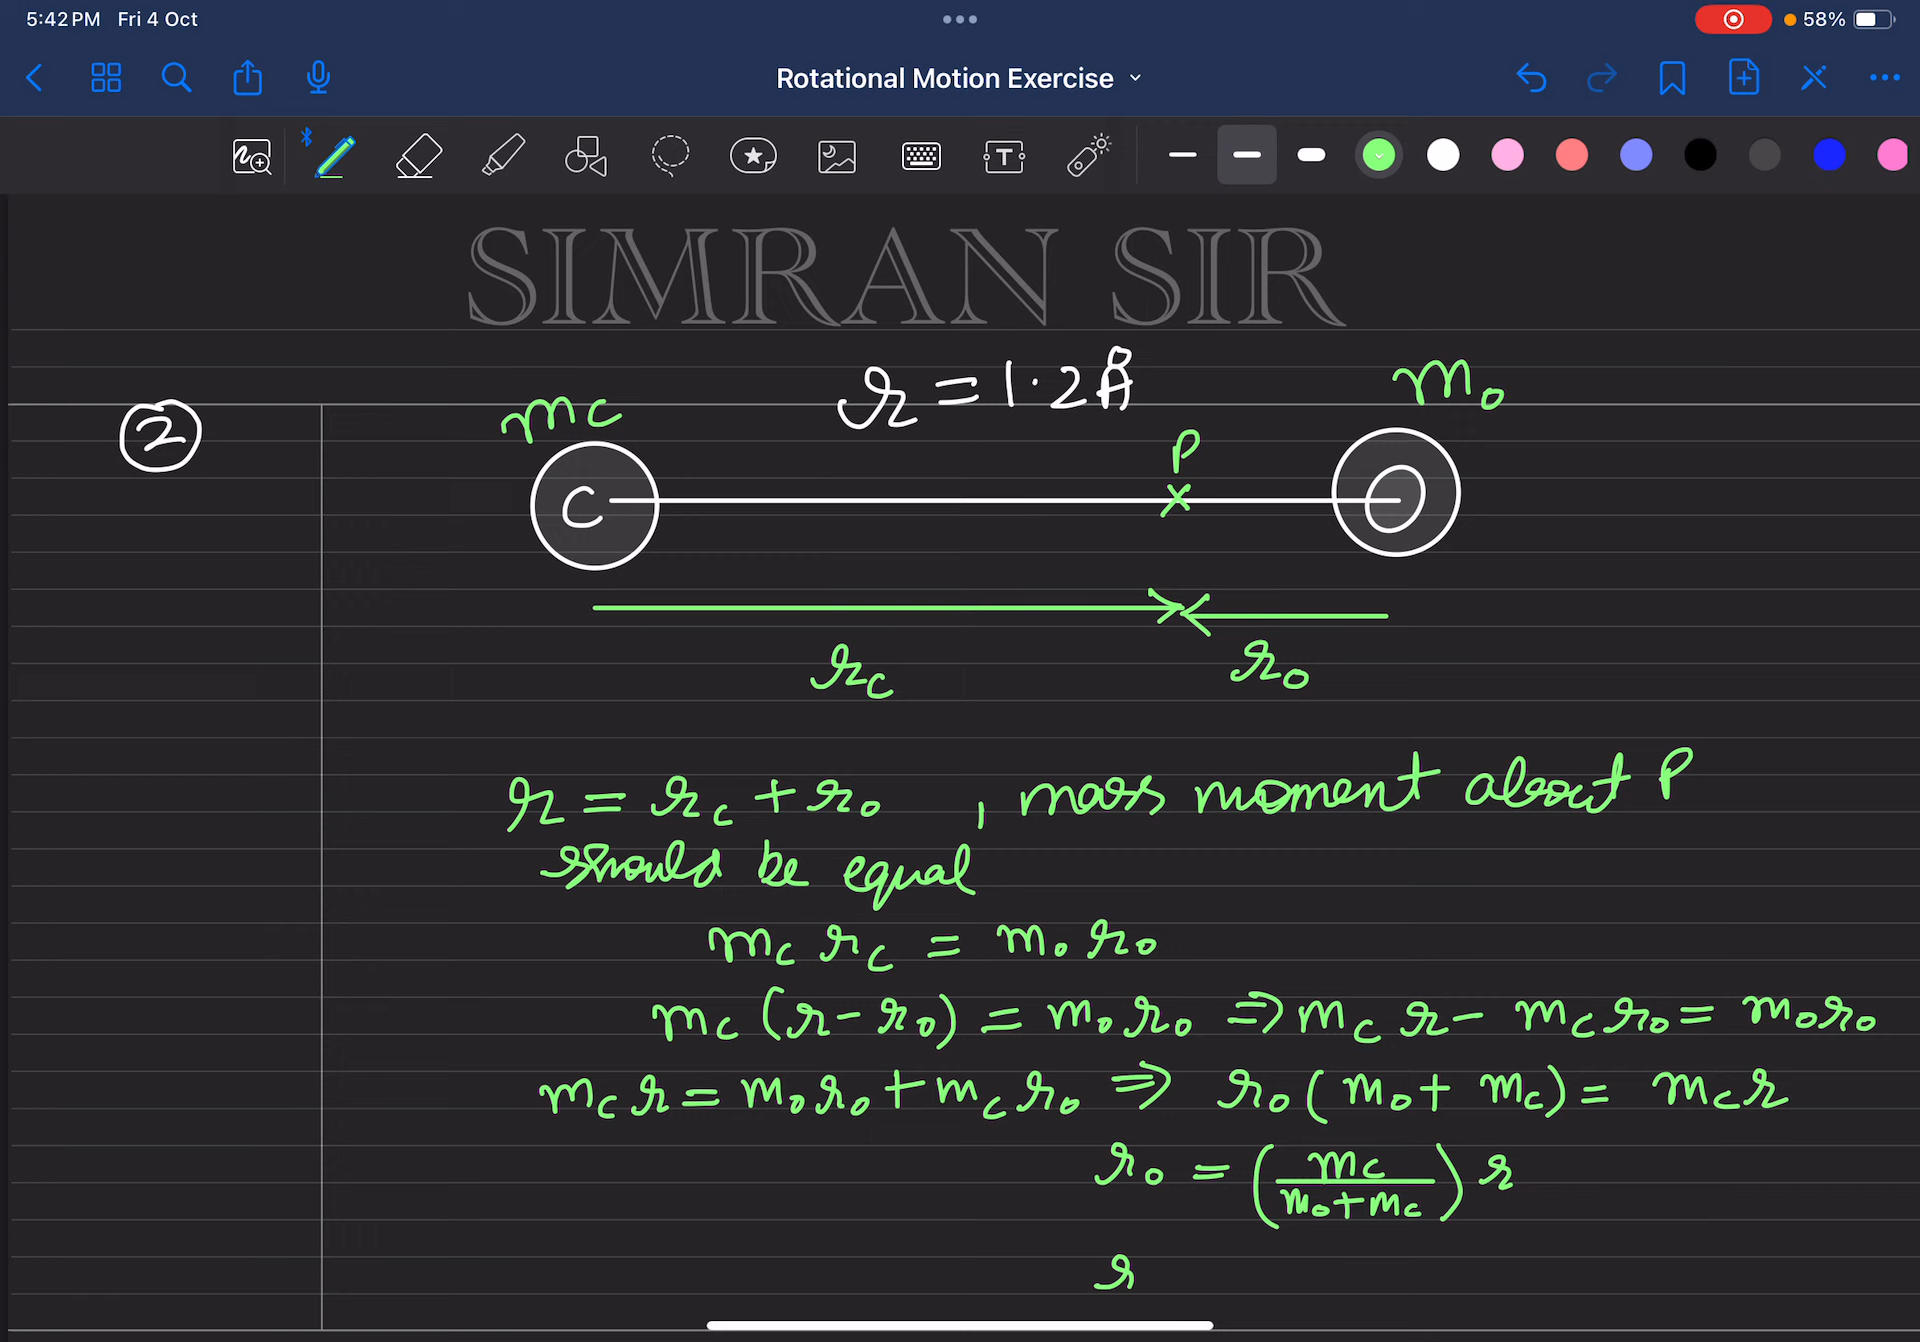 5:42 PM Fri 4 Oct
58%
Rotational Motion Exercise
T
SIMRAN SIR
r = 1.2 Å
mc
mo
2
P
C
O
rc
ro
r = rc + ro , mass moment about P
should be equal
mc rc = mo ro
mc (r - ro) = mo ro ⇒ mc r - mc ro = mo ro
mc r = mo ro + mc ro ⇒ ro (mo + mc) = mc r
ro = (mc / mo + mc) r
r